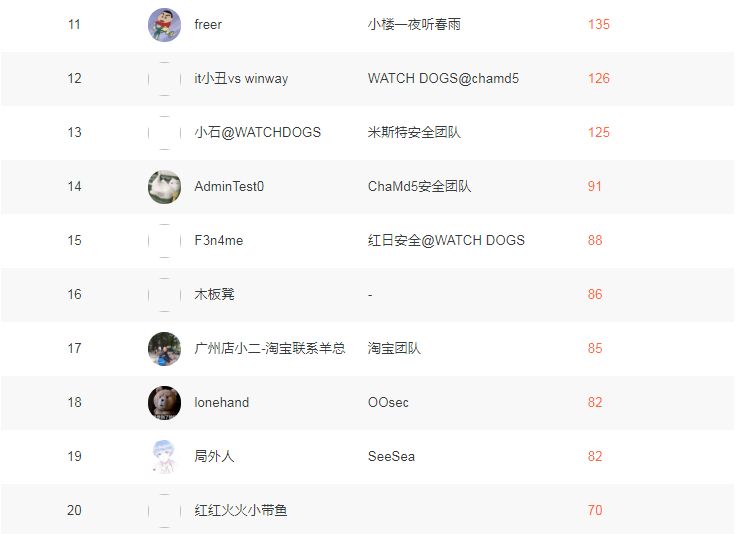 11 freer 小楼一夜听春雨 135
12 it小丑vs winway WATCH DOGS@chamd5 126
13 小石@WATCHDOGS 米斯特安全团队 125
14 AdminTest0 ChaMd5安全团队 91
15 F3n4me 红日安全@WATCH DOGS 88
16 木板凳 - 86
17 广州店小二-淘宝联系羊总 淘宝团队 85
18 lonehand OOsec 82
19 局外人 SeeSea 82
20 红红火火小带鱼 70